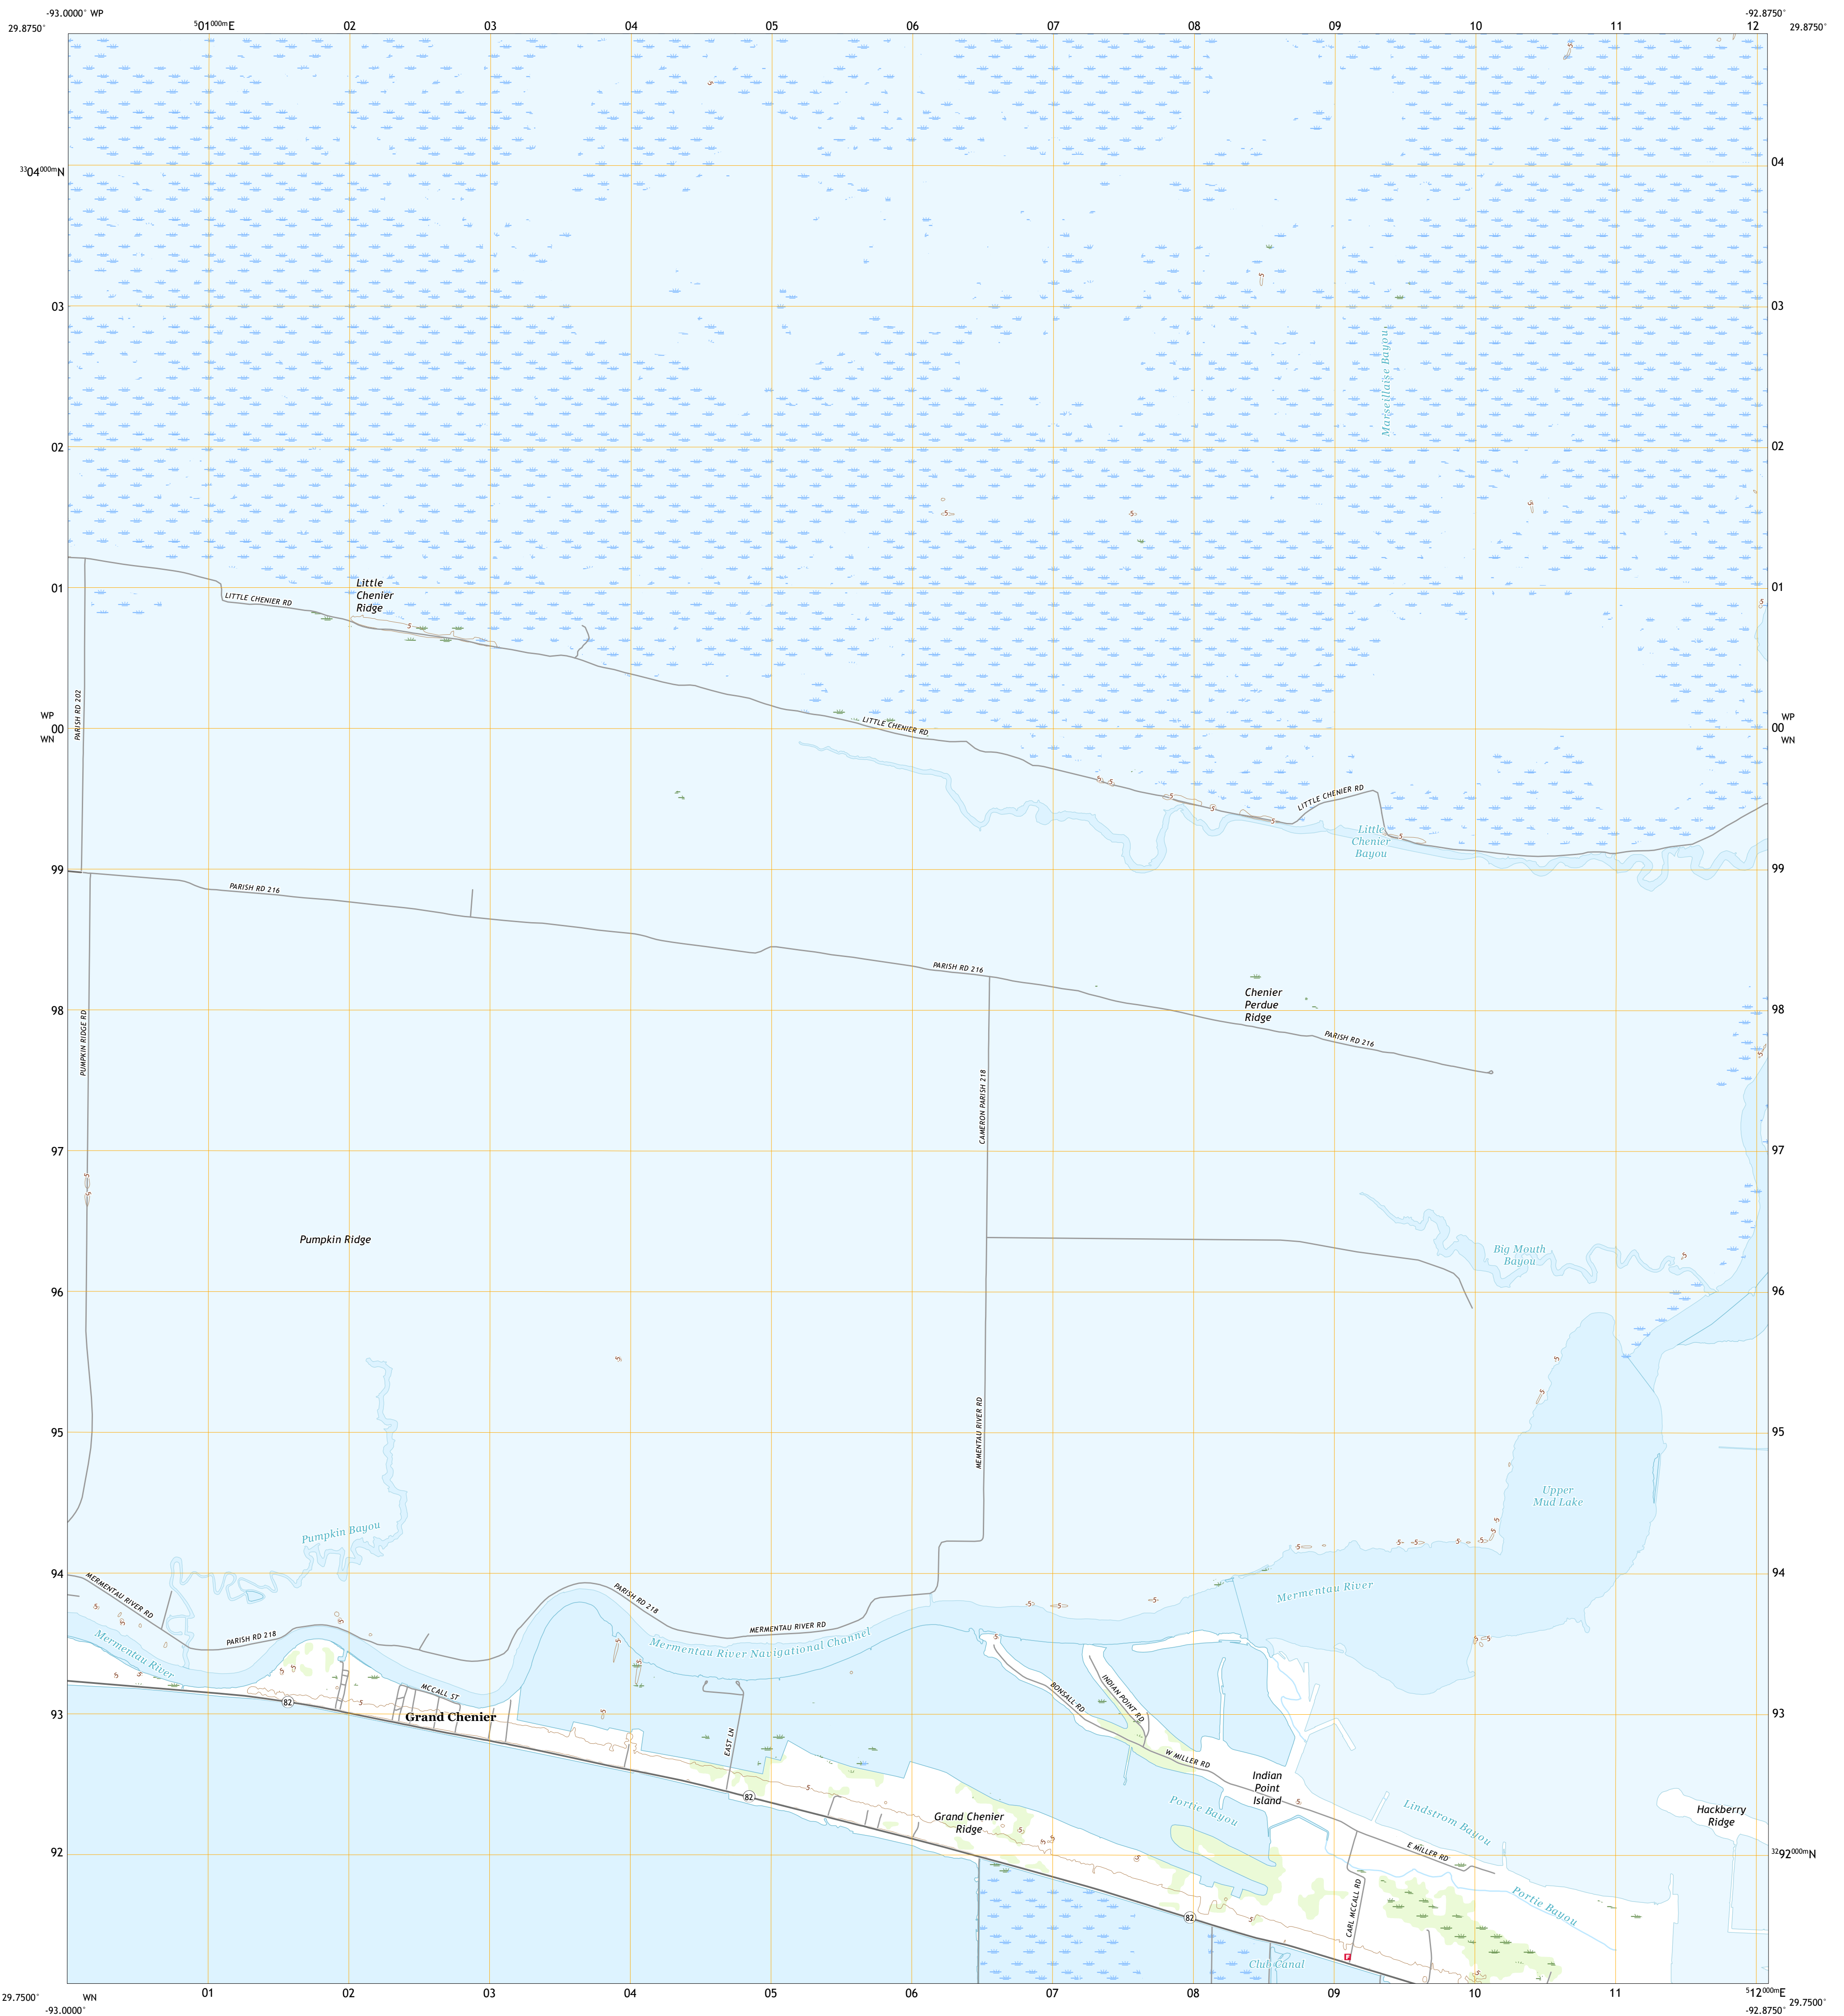 -93.0000° WP
501000mE
02
03
04
05
06
07
08
09
10
11
12
-92.8750°
29.8750°
29.8750°
3304000mN
04
03
03
Marseillaise Bayou
02
02
Little
Chenier
Ridge
01
01
LITTLE CHENIER RD
5
PARISH RD 202
WP
00
WN
LITTLE CHENIER RD
WP
00
WN
LITTLE CHENIER RD
Little
Chenier
Bayou
99
99
PARISH RD 216
PARISH RD 216
Chenier
Perdue
Ridge
98
98
PUMPKIN RIDGE RD
PARISH RD 216
CAMERON PARISH 218
97
97
Pumpkin Ridge
Big Mouth
Bayou
96
96
95
95
MEMENTAU RIVER RD
Upper
Mud Lake
Pumpkin Bayou
94
94
MERMENTAU RIVER RD
PARISH RD 218
Mermentau River
Mermentau River
PARISH RD 218
MERMENTAU RIVER RD
Mermentau River Navigational Channel
82
MCCALL ST
Grand Chenier
93
93
BONSALL RD
INDIAN POINT RD
EAST LN
W MILLER RD
Indian
Point
Island
82
Portie Bayou
Lindstrom Bayou
Hackberry
Ridge
Grand Chenier
Ridge
92
3292000mN
E MILLER RD
CARL MCCALL RD
Portie Bayou
82
F
Club Canal
29.7500°
WN
-93.0000°
01
02
03
04
05
06
07
08
09
10
11
512000mE
29.7500°
-92.8750°